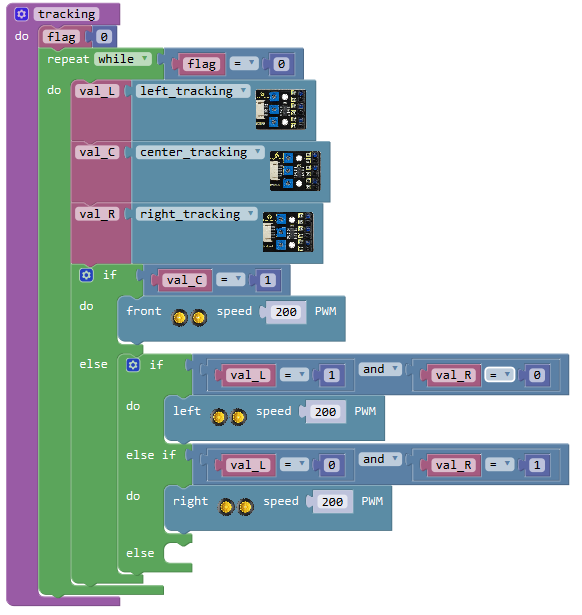 tracking
do flag 0
repeat while flag = 0
do val_L left_tracking
val_C center_tracking
val_R right_tracking
if val_C = 1
do front speed 200 PWM
else if val_L = 1 and val_R = 0
do left speed 200 PWM
else if val_L = 0 and val_R = 1
do right speed 200 PWM
else